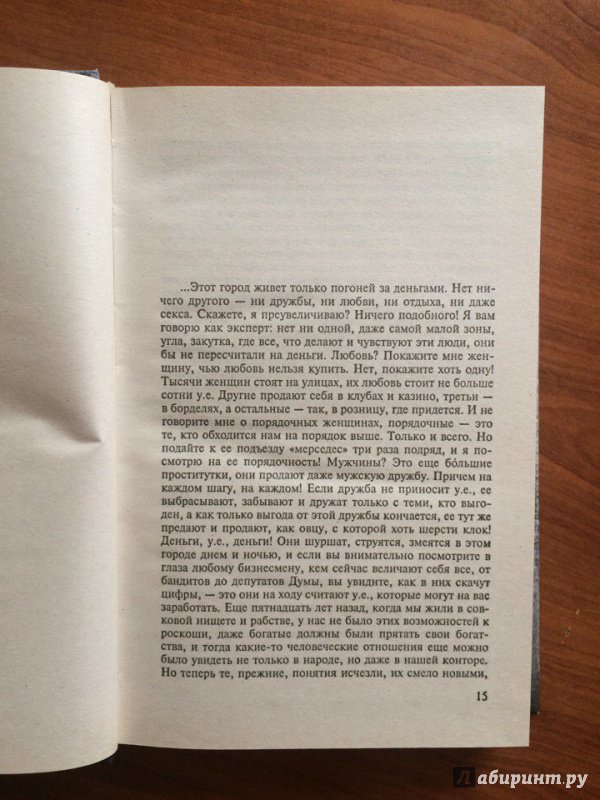 ...Этот город живет только погоней за деньгами. Нет ни-
чего другого — ни дружбы, ни любви, ни отдыха, ни даже
секса. Скажете, я преувеличиваю? Ничего подобного! Я вам
говорю как эксперт: нет ни одной, даже самой малой зоны,
угла, закутка, где все, что делают и чувствуют эти люди, они
бы не пересчитали на деньги. Любовь? Покажите мне жен-
щину, чью любовь нельзя купить. Нет, покажите хоть одну!
Тысячи женщин стоят на улицах, их любовь стоит не больше
сотни у.е. Другие продают себя в клубах и казино, третьи —
в борделях, а остальные — так, в розницу, где придется. И не
говорите мне о порядочных женщинах, порядочные — это
те, кто обходится нам на порядок выше. Только и всего. Но
подайте к ее подъезду «мерседес» три раза подряд, и я по-
смотрю на ее порядочность! Мужчины? Это еще бо́льшие
проститутки, они продают даже мужскую дружбу. Причем на
каждом шагу, на каждом! Если дружба не приносит у.е., ее
выбрасывают, забывают и дружат только с теми, кто выго-
ден, а как только выгода от этой дружбы кончается, ее тут же
предают и продают, как овцу, с которой хоть шерсти клок!
Деньги, у.е., деньги! Они шуршат, струятся, змеятся в этом
городе днем и ночью, и если вы внимательно посмотрите в
глаза любому бизнесмену, кем сейчас величают себя все, от
бандитов до депутатов Думы, вы увидите, как в них скачут
цифры, — это они на ходу считают у.е., которые могут на вас
заработать. Еще пятнадцать лет назад, когда мы жили в сов-
ковой нищете и рабстве, у нас не было этих возможностей к
роскоши, даже богатые должны были прятать свои богат-
ства, и тогда какие-то человеческие отношения еще можно
было увидеть не только в народе, но даже в нашей конторе.
Но теперь те, прежние, понятия исчезли, их смело новыми,
15
Лабиринт.ру